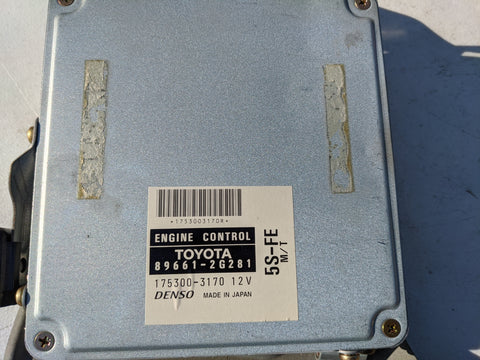 *1753003170R*
ENGINE CONTROL
TOYOTA
89661-2G281
175300-3170 12V
DENSO MADE IN JAPAN
5S-FE
M/T